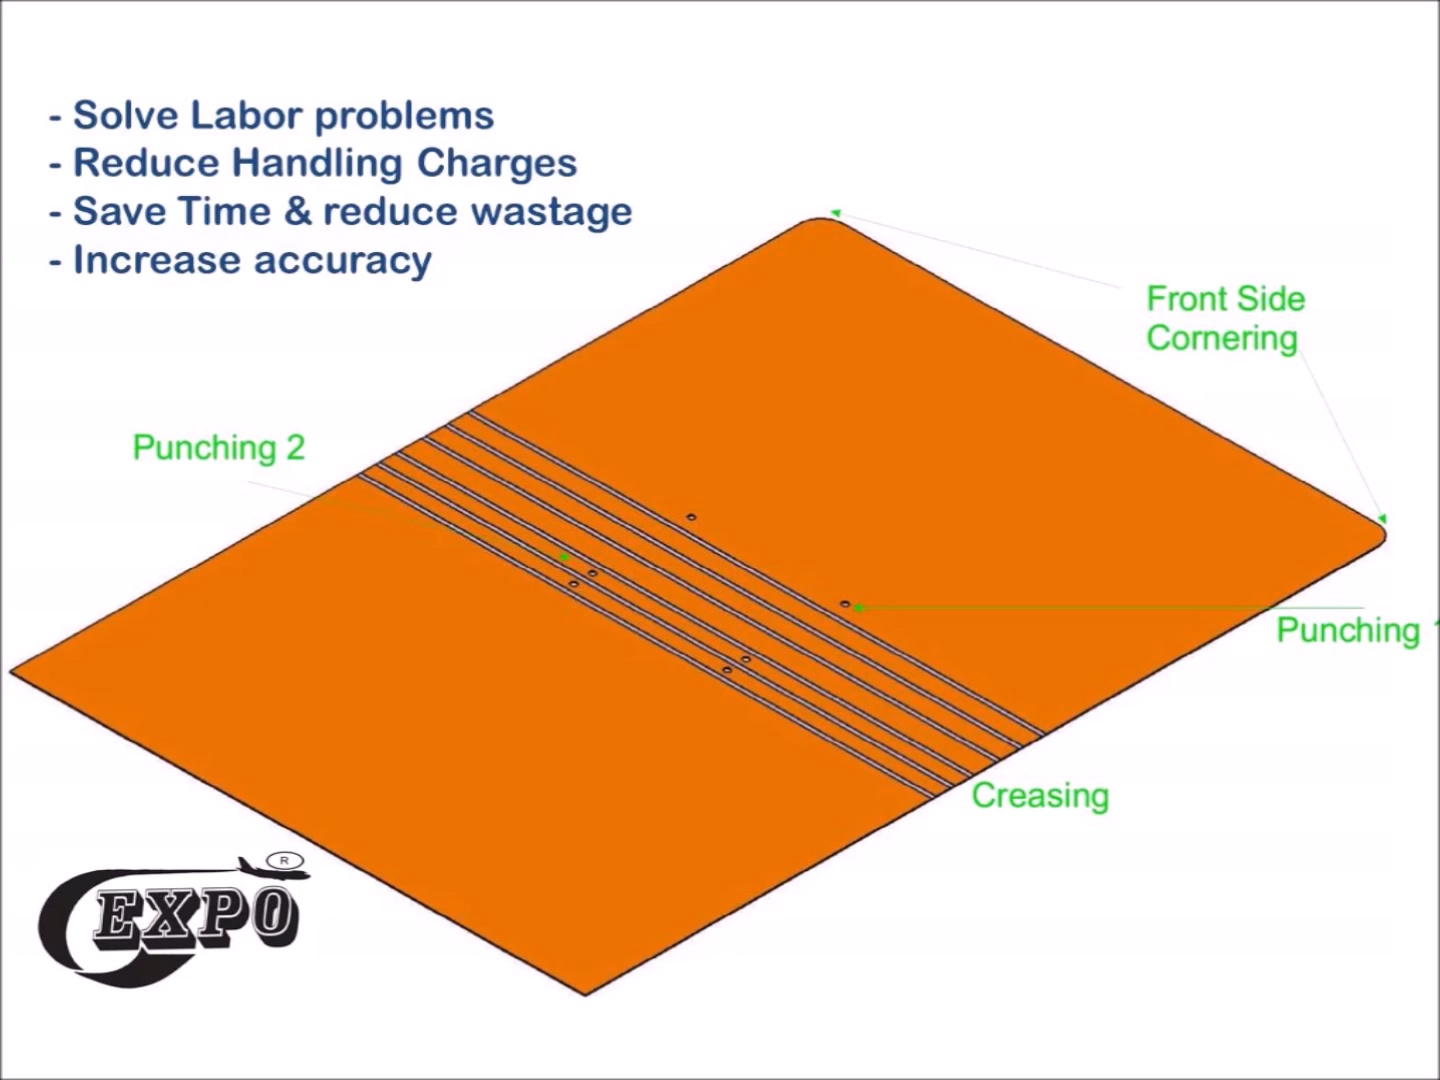 - Solve Labor problems
- Reduce Handling Charges
- Save Time & reduce wastage
- Increase accuracy
Front Side
Cornering
Punching 2
Punching
Creasing
R
EXPO